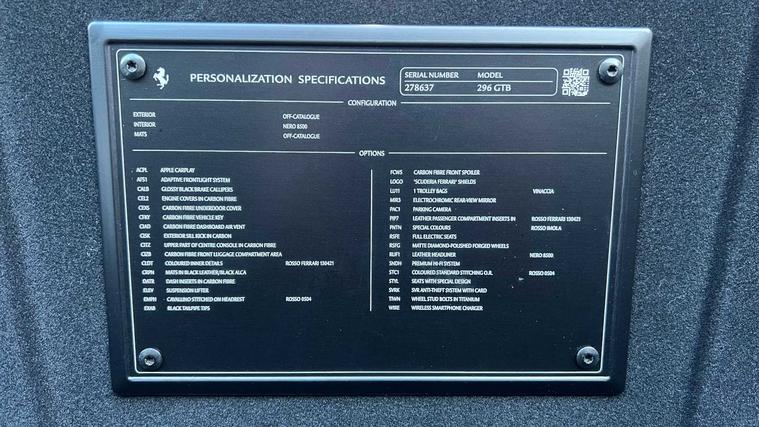 PERSONALIZATION SPECIFICATIONS
SERIAL NUMBER MODEL
278637 296 GTB
CONFIGURATION
EXTERIOR OFF-CATALOGUE
INTERIOR NERO 8500
MATS OFF-CATALOGUE
OPTIONS
ACPL APPLE CARPLAY
AFS1 ADAPTIVE FRONTLIGHT SYSTEM
CALB GLOSSY BLACK BRAKE CALLIPERS
CEL2 ENGINE COVERS IN CARBON FIBRE
CEXS CARBON FIBRE UNDERDOOR COVER
CFKY CARBON FIBRE VEHICLE KEY
CIAD CARBON FIBRE DASHBOARD AIR VENT
CISK EXTERIOR SILL KICK IN CARBON
CITZ UPPER PART OF CENTRE CONSOLE IN CARBON FIBRE
CIZB CARBON FIBRE FRONT LUGGAGE COMPARTMENT AREA
CLDT COLOURED INNER DETAILS ROSSO FERRARI 130421
CRPN MATS IN BLACK LEATHER/BLACK ALCA
DATR DASH INSERTS IN CARBON FIBRE
ELEV SUSPENSION LIFTER
EMPH CAVALLINO STITCHED ON HEADREST ROSSO 0504
EXAB BLACK TAILPIPE TIPS
FCWS CARBON FIBRE FRONT SPOILER
LOGO "SCUDERIA FERRARI" SHIELDS
LU11 1 TROLLEY BAGS VINACCIA
MIR3 ELECTROCHROMIC REAR-VIEW MIRROR
PAC1 PARKING CAMERA
PIP7 LEATHER PASSENGER COMPARTMENT INSERTS IN ROSSO FERRARI 130421
PNTN SPECIAL COLOURS ROSSO IMOLA
RSFE FULL ELECTRIC SEATS
RSFG MATTE DIAMOND-POLISHED FORGED WHEELS
RUF1 LEATHER HEADLINER NERO 8500
SNDH PREMIUM HI-FI SYSTEM
STC1 COLOURED STANDARD STITCHING O.R. ROSSO 0504
STYL SEATS WITH SPECIAL DESIGN
SVRK SVR ANTI-THEFT SYSTEM WITH CARD
TIWN WHEEL STUD BOLTS IN TITANIUM
WIRE WIRELESS SMARTPHONE CHARGER